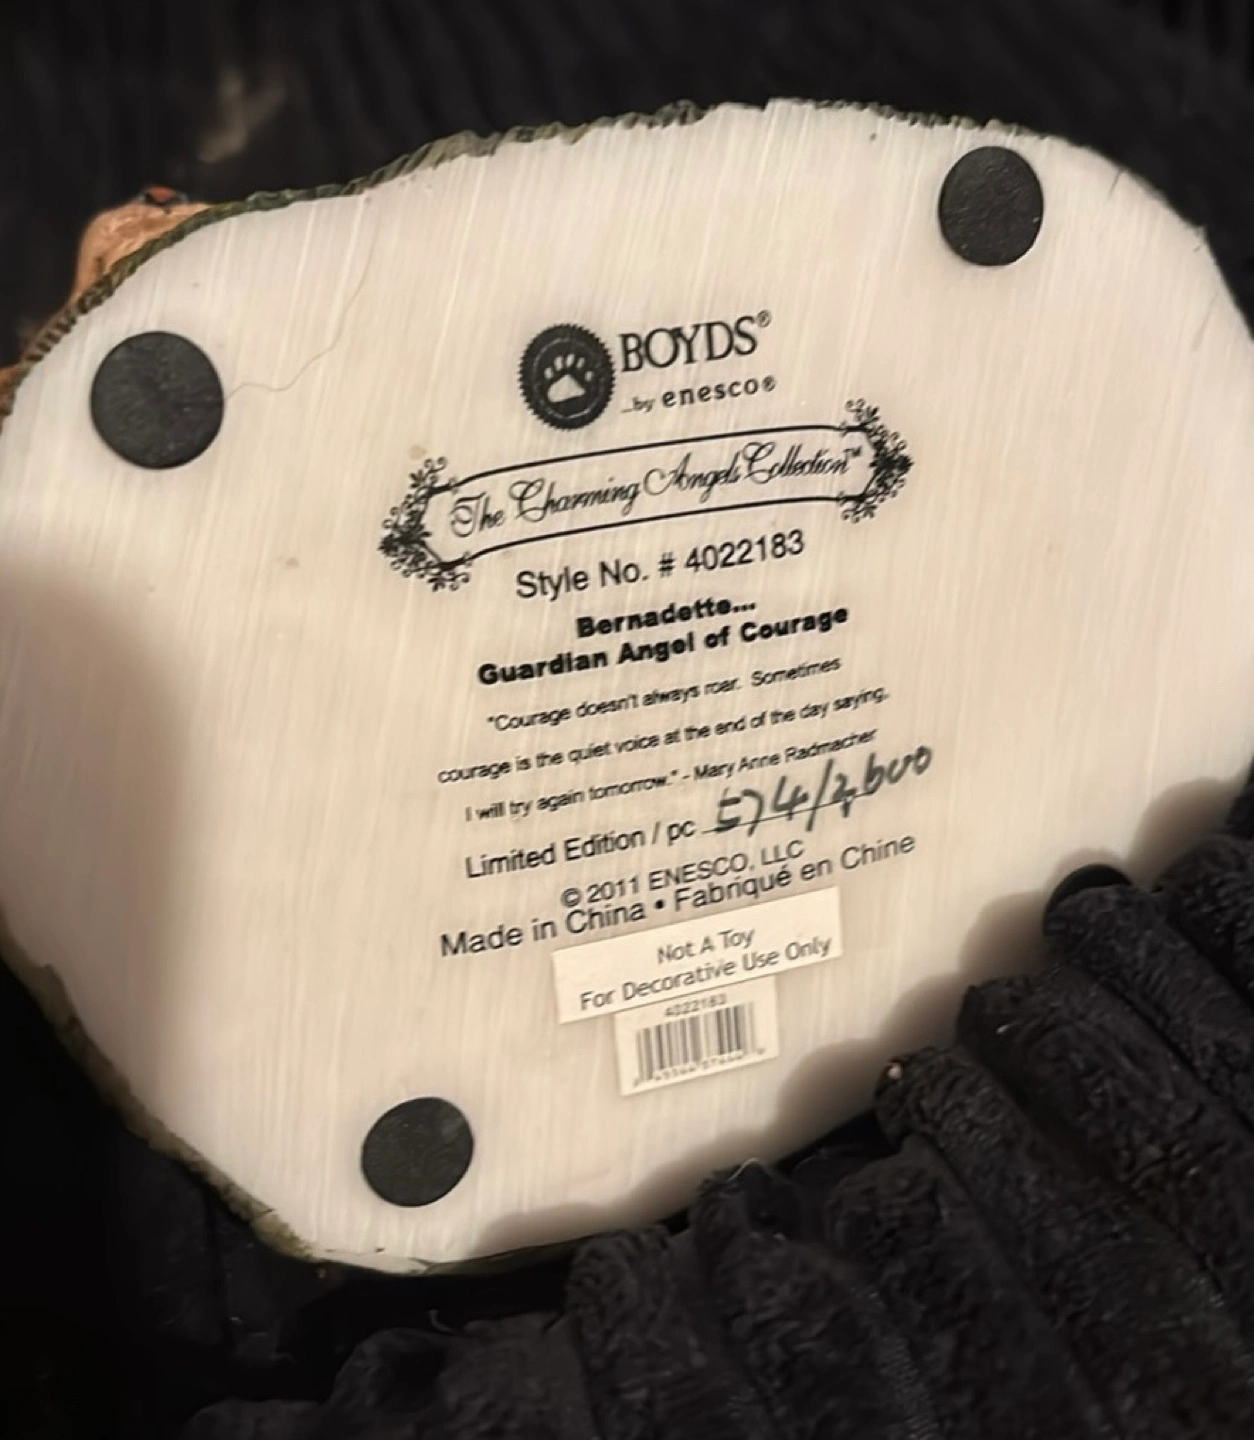 BOYDS®
...by enesco®
The Charming Angels Collection™
Style No. # 4022183
Bernadette...
Guardian Angel of Courage
"Courage doesn't always roar. Sometimes
courage is the quiet voice at the end of the day saying,
I will try again tomorrow." - Mary Anne Radmacher
Limited Edition / pc 574/2,600
© 2011 ENESCO, LLC
Made in China • Fabriqué en Chine
Not A Toy
For Decorative Use Only
4022183